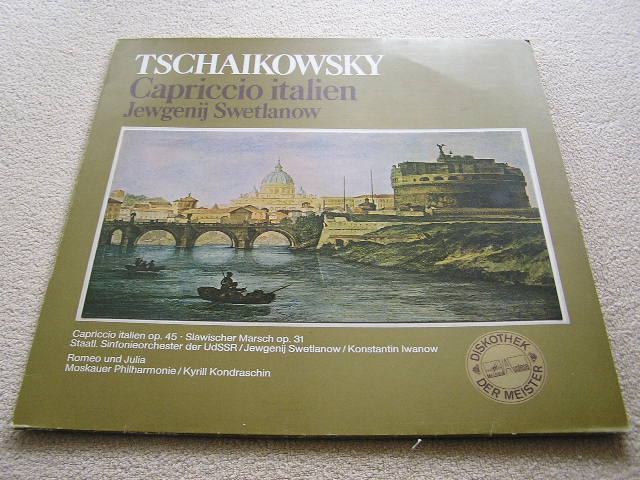 TSCHAIKOWSKY
Capriccio italien
Jewgenij Swetlanow
Capriccio italien op. 45 · Slawischer Marsch op. 31
Staatl. Sinfonieorchester der UdSSR/Jewgenij Swetlanow/Konstantin Iwanow
Romeo und Julia
Moskauer Philharmonie/Kyrill Kondraschin
DISKOTHEK
DER MEISTER